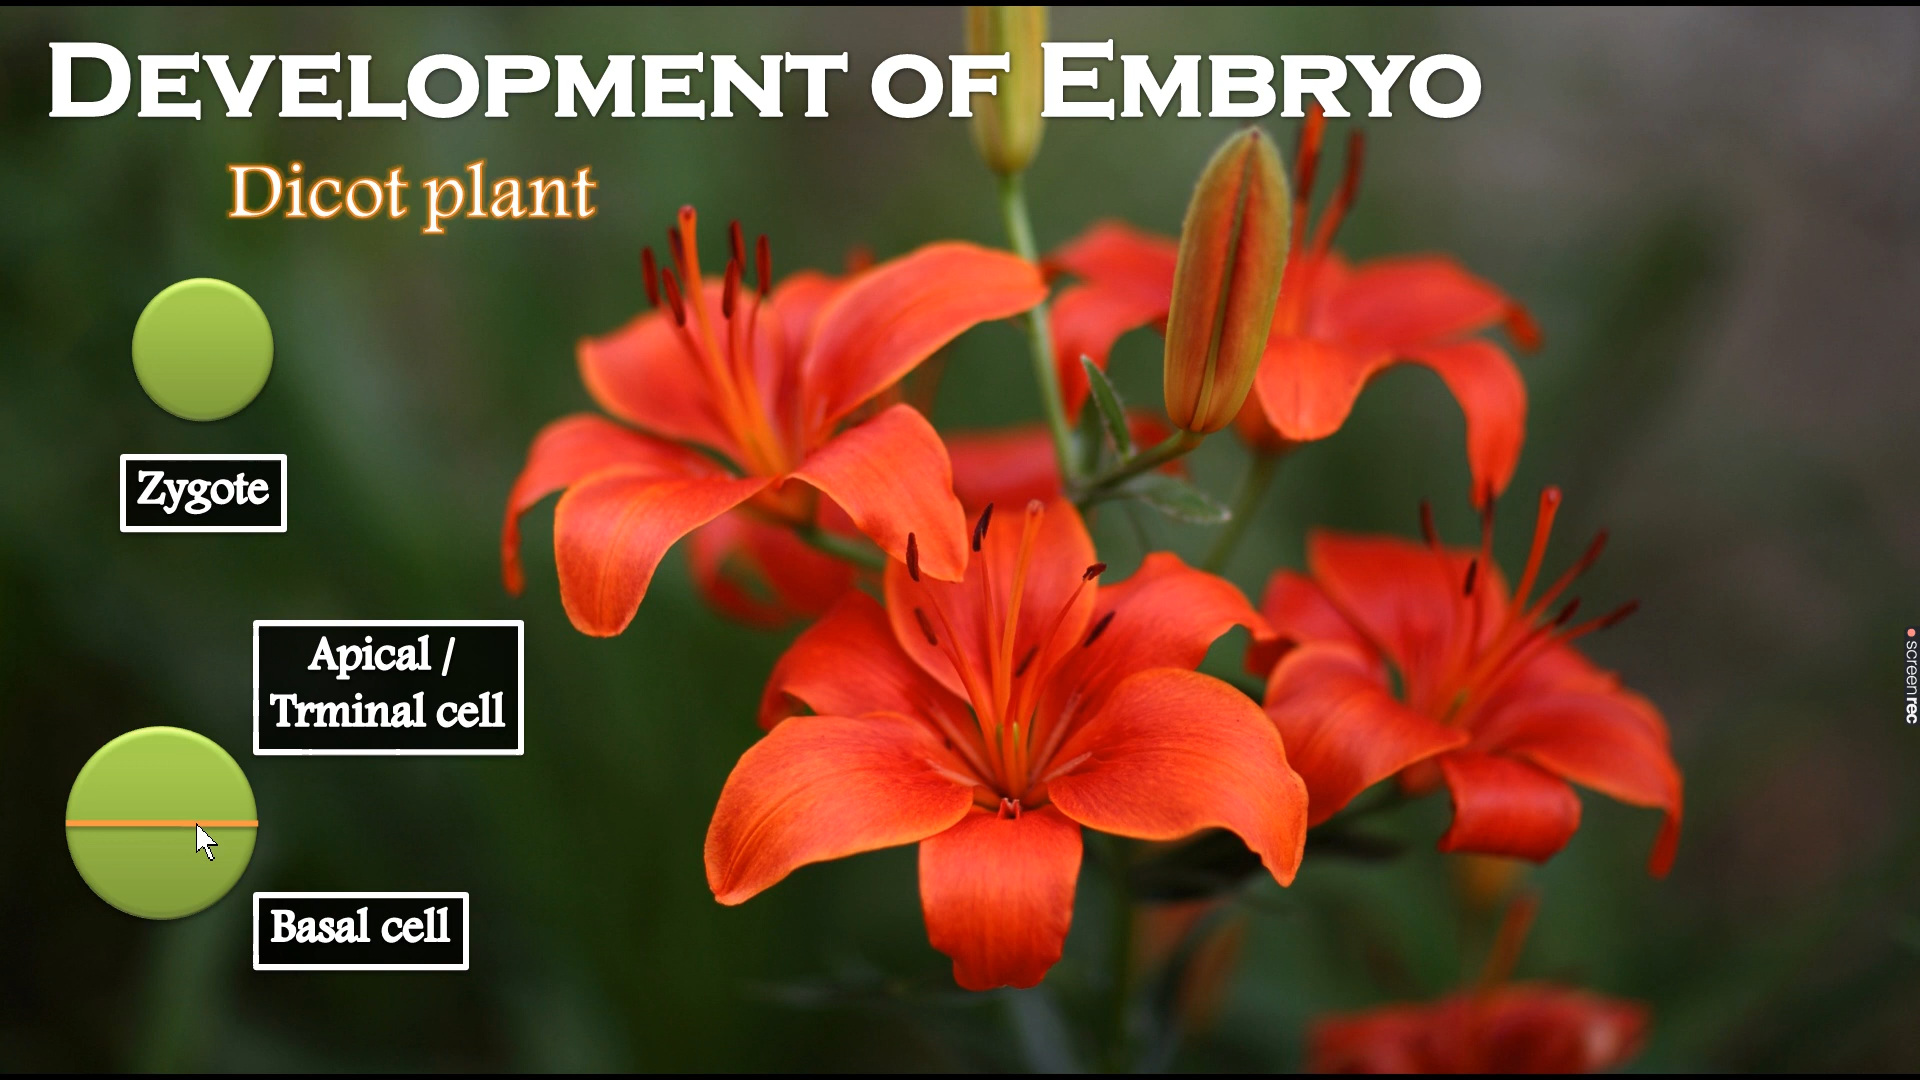 DEVELOPMENT OF EMBRYO
Dicot plant
Zygote
Apical /
Trminal cell
Basal cell
screenrec